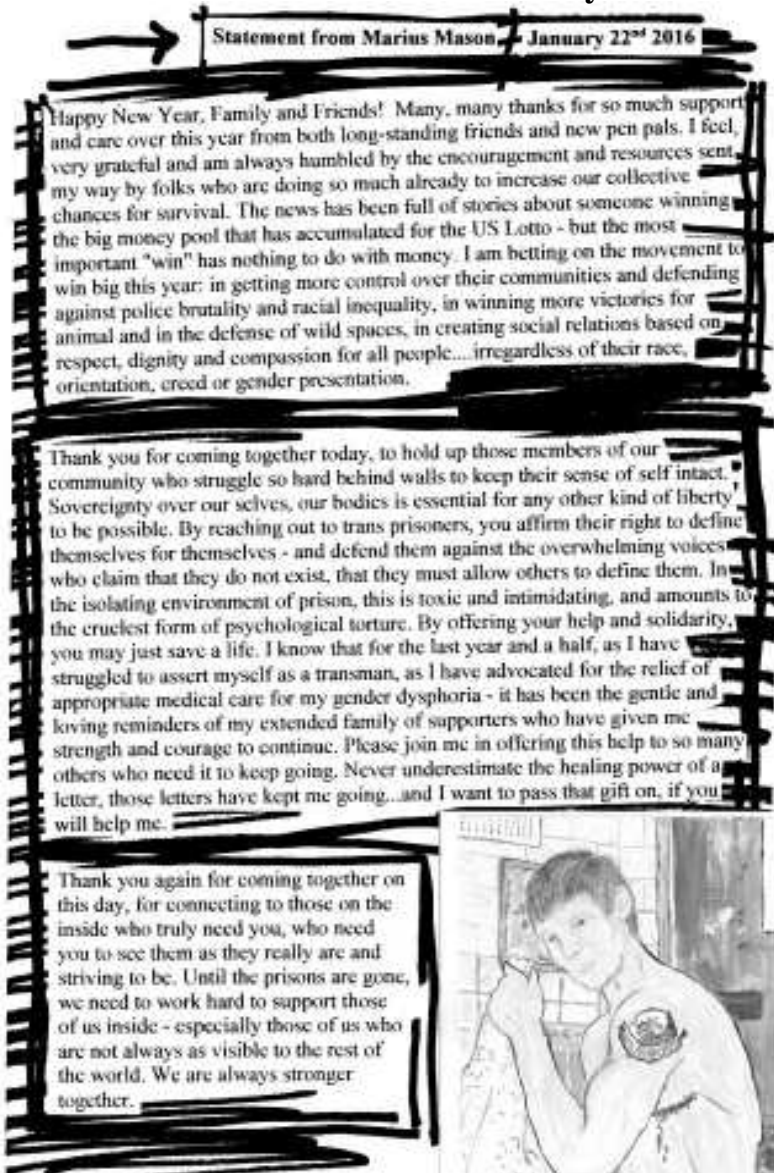 Statement from Marius Mason January 22nd 2016
Happy New Year, Family and Friends! Many, many thanks for so much support
and care over this year from both long-standing friends and new pen pals. I feel,
very grateful and am always humbled by the encouragement and resources sent
my way by folks who are doing so much already to increase our collective
chances for survival. The news has been full of stories about someone winning
the big money pool that has accumulated for the US Lotto - but the most
important "win" has nothing to do with money. I am betting on the movement to
win big this year: in getting more control over their communities and defending
against police brutality and racial inequality, in winning more victories for
animal and in the defense of wild spaces, in creating social relations based on
respect, dignity and compassion for all people....irregardless of their race,
orientation, creed or gender presentation.
Thank you for coming together today, to hold up those members of our
community who struggle so hard behind walls to keep their sense of self intact.
Sovereignty over our selves, our bodies is essential for any other kind of liberty
to be possible. By reaching out to trans prisoners, you affirm their right to define
themselves for themselves - and defend them against the overwhelming voices
who claim that they do not exist, that they must allow others to define them. In
the isolating environment of prison, this is toxic and intimidating, and amounts to
the cruelest form of psychological torture. By offering your help and solidarity,
you may just save a life. I know that for the last year and a half, as I have
struggled to assert myself as a transman, as I have advocated for the relief of
appropriate medical care for my gender dysphoria - it has been the gentle and
loving reminders of my extended family of supporters who have given me
strength and courage to continue. Please join me in offering this help to so many
others who need it to keep going. Never underestimate the healing power of a
letter, those letters have kept me going...and I want to pass that gift on, if you
will help me.
Thank you again for coming together on
this day, for connecting to those on the
inside who truly need you, who need
you to see them as they really are and
striving to be. Until the prisons are gone,
we need to work hard to support those
of us inside - especially those of us who
are not always as visible to the rest of
the world. We are always stronger
together.